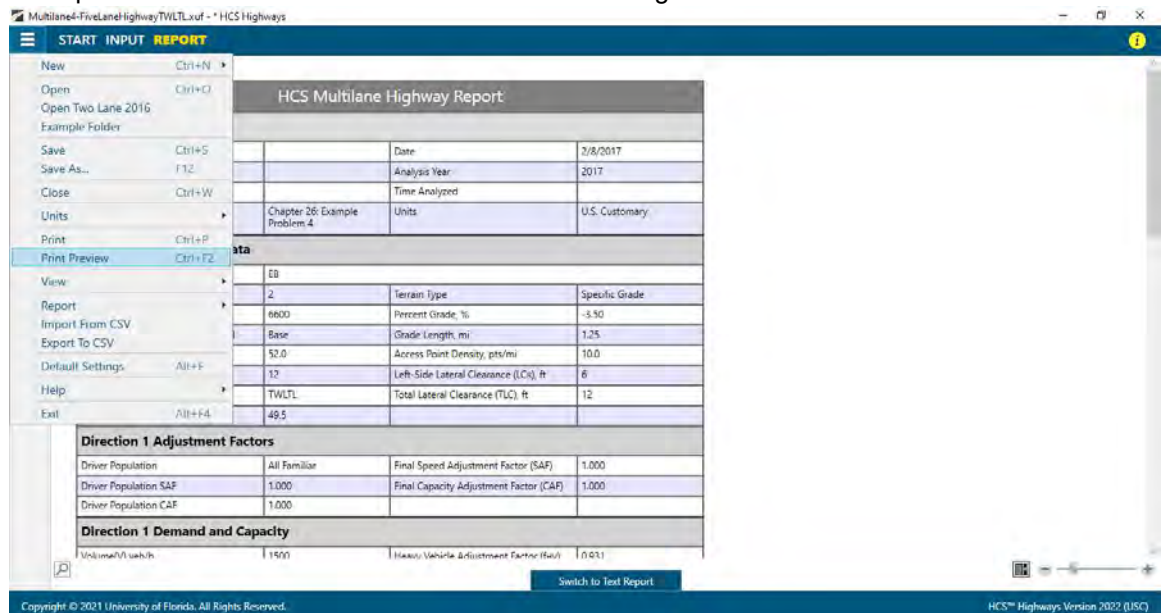 Multilane4-FiveLaneHighwayTWLTL.xuf - * HCS Highways
START INPUT REPORT
New Ctrl+N
Open Ctrl+O
Open Two Lane 2016
Example Folder
Save Ctrl+S
Save As... F12
Close Ctrl+W
Units
Print Ctrl+P
Print Preview Ctrl+F2
View
Report
Import From CSV
Export To CSV
Default Settings Alt+F
Help
Exit Alt+F4
HCS Multilane Highway Report
Date 2/8/2017
Analysis Year 2017
Time Analyzed
Chapter 26: Example Problem 4 Units U.S. Customary
ata
EB
2 Terrain Type Specific Grade
6600 Percent Grade, % -3.50
Base Grade Length, mi 1.25
52.0 Access Point Density, pts/mi 10.0
12 Left-Side Lateral Clearance (LCR), ft 6
TWLTL Total Lateral Clearance (TLC), ft 12
49.5
Direction 1 Adjustment Factors
Driver Population All Familiar Final Speed Adjustment Factor (SAF) 1.000
Driver Population SAF 1.000 Final Capacity Adjustment Factor (CAF) 1.000
Driver Population CAF 1.000
Direction 1 Demand and Capacity
Volume(V) veh/h 1500 Heavy Vehicle Adjustment Factor (fHV) 0.931
Switch to Text Report
Copyright © 2021 University of Florida. All Rights Reserved. HCS™ Highways Version 2022 (USC)